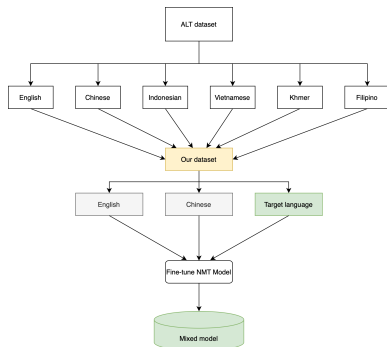 ALT dataset
English
Chinese
Indonesian
Vietnamese
Khmer
Filipino
Our dataset
English
Chinese
Target language
Fine-tune NMT Model
Mixed model